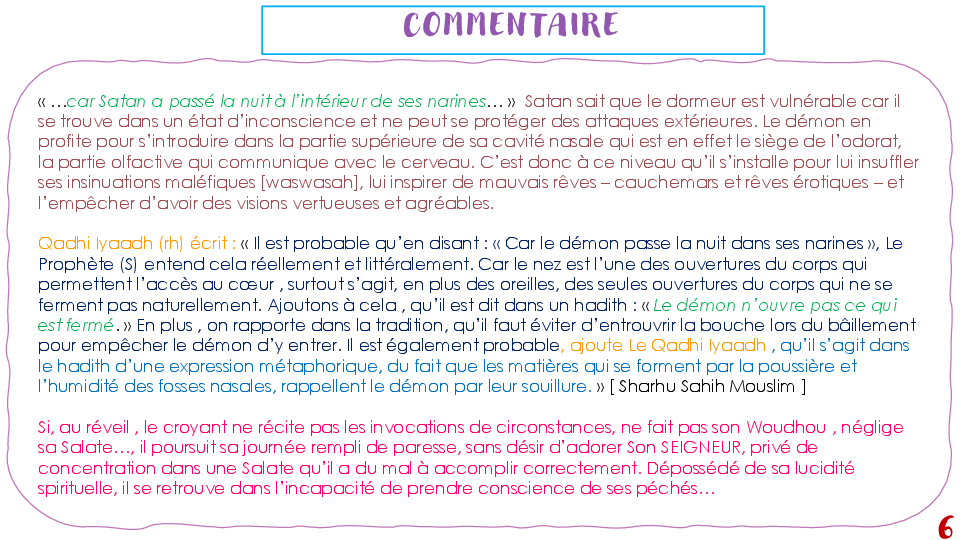 COMMENTAIRE
« …car Satan a passé la nuit à l’intérieur de ses narines… »  Satan sait que le dormeur est vulnérable car il
se trouve dans un état d’inconscience et ne peut se protéger des attaques extérieures. Le démon en
profite pour s’introduire dans la partie supérieure de sa cavité nasale qui est en effet le siège de l’odorat,
la partie olfactive qui communique avec le cerveau. C’est donc à ce niveau qu’il s’installe pour lui insuffler
ses insinuations maléfiques [waswasah], lui inspirer de mauvais rêves – cauchemars et rêves érotiques – et
l’empêcher d’avoir des visions vertueuses et agréables.
Qadhi Iyaadh (rh) écrit : « Il est probable qu’en disant : « Car le démon passe la nuit dans ses narines », Le
Prophète (S) entend cela réellement et littéralement. Car le nez est l’une des ouvertures du corps qui
permettent l’accès au cœur , surtout s’agit, en plus des oreilles, des seules ouvertures du corps qui ne se
ferment pas naturellement. Ajoutons à cela , qu’il est dit dans un hadith : « Le démon n’ouvre pas ce qui
est fermé. » En plus , on rapporte dans la tradition, qu’il faut éviter d’entrouvrir la bouche lors du bâillement
pour empêcher le démon d’y entrer. Il est également probable, ajoute Le Qadhi Iyaadh , qu’il s’agit dans
le hadith d’une expression métaphorique, du fait que les matières qui se forment par la poussière et
l’humidité des fosses nasales, rappellent le démon par leur souillure. » [ Sharhu Sahih Mouslim ]
Si, au réveil , le croyant ne récite pas les invocations de circonstances, ne fait pas son Woudhou , néglige
sa Salate…, il poursuit sa journée rempli de paresse, sans désir d’adorer Son SEIGNEUR, privé de
concentration dans une Salate qu’il a du mal à accomplir correctement. Dépossédé de sa lucidité
spirituelle, il se retrouve dans l’incapacité de prendre conscience de ses péchés…
6